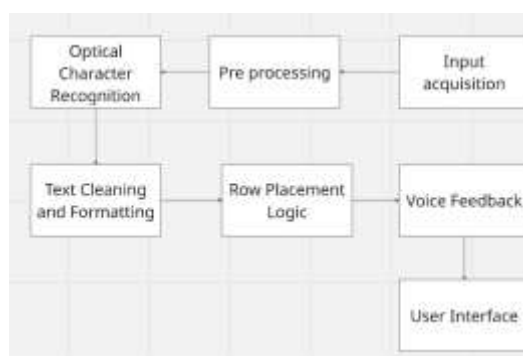 Optical
Character
Recognition
Pre processing
Input
acquisition
Text Cleaning
and Formatting
Row Placement
Logic
Voice Feedback
User Interface